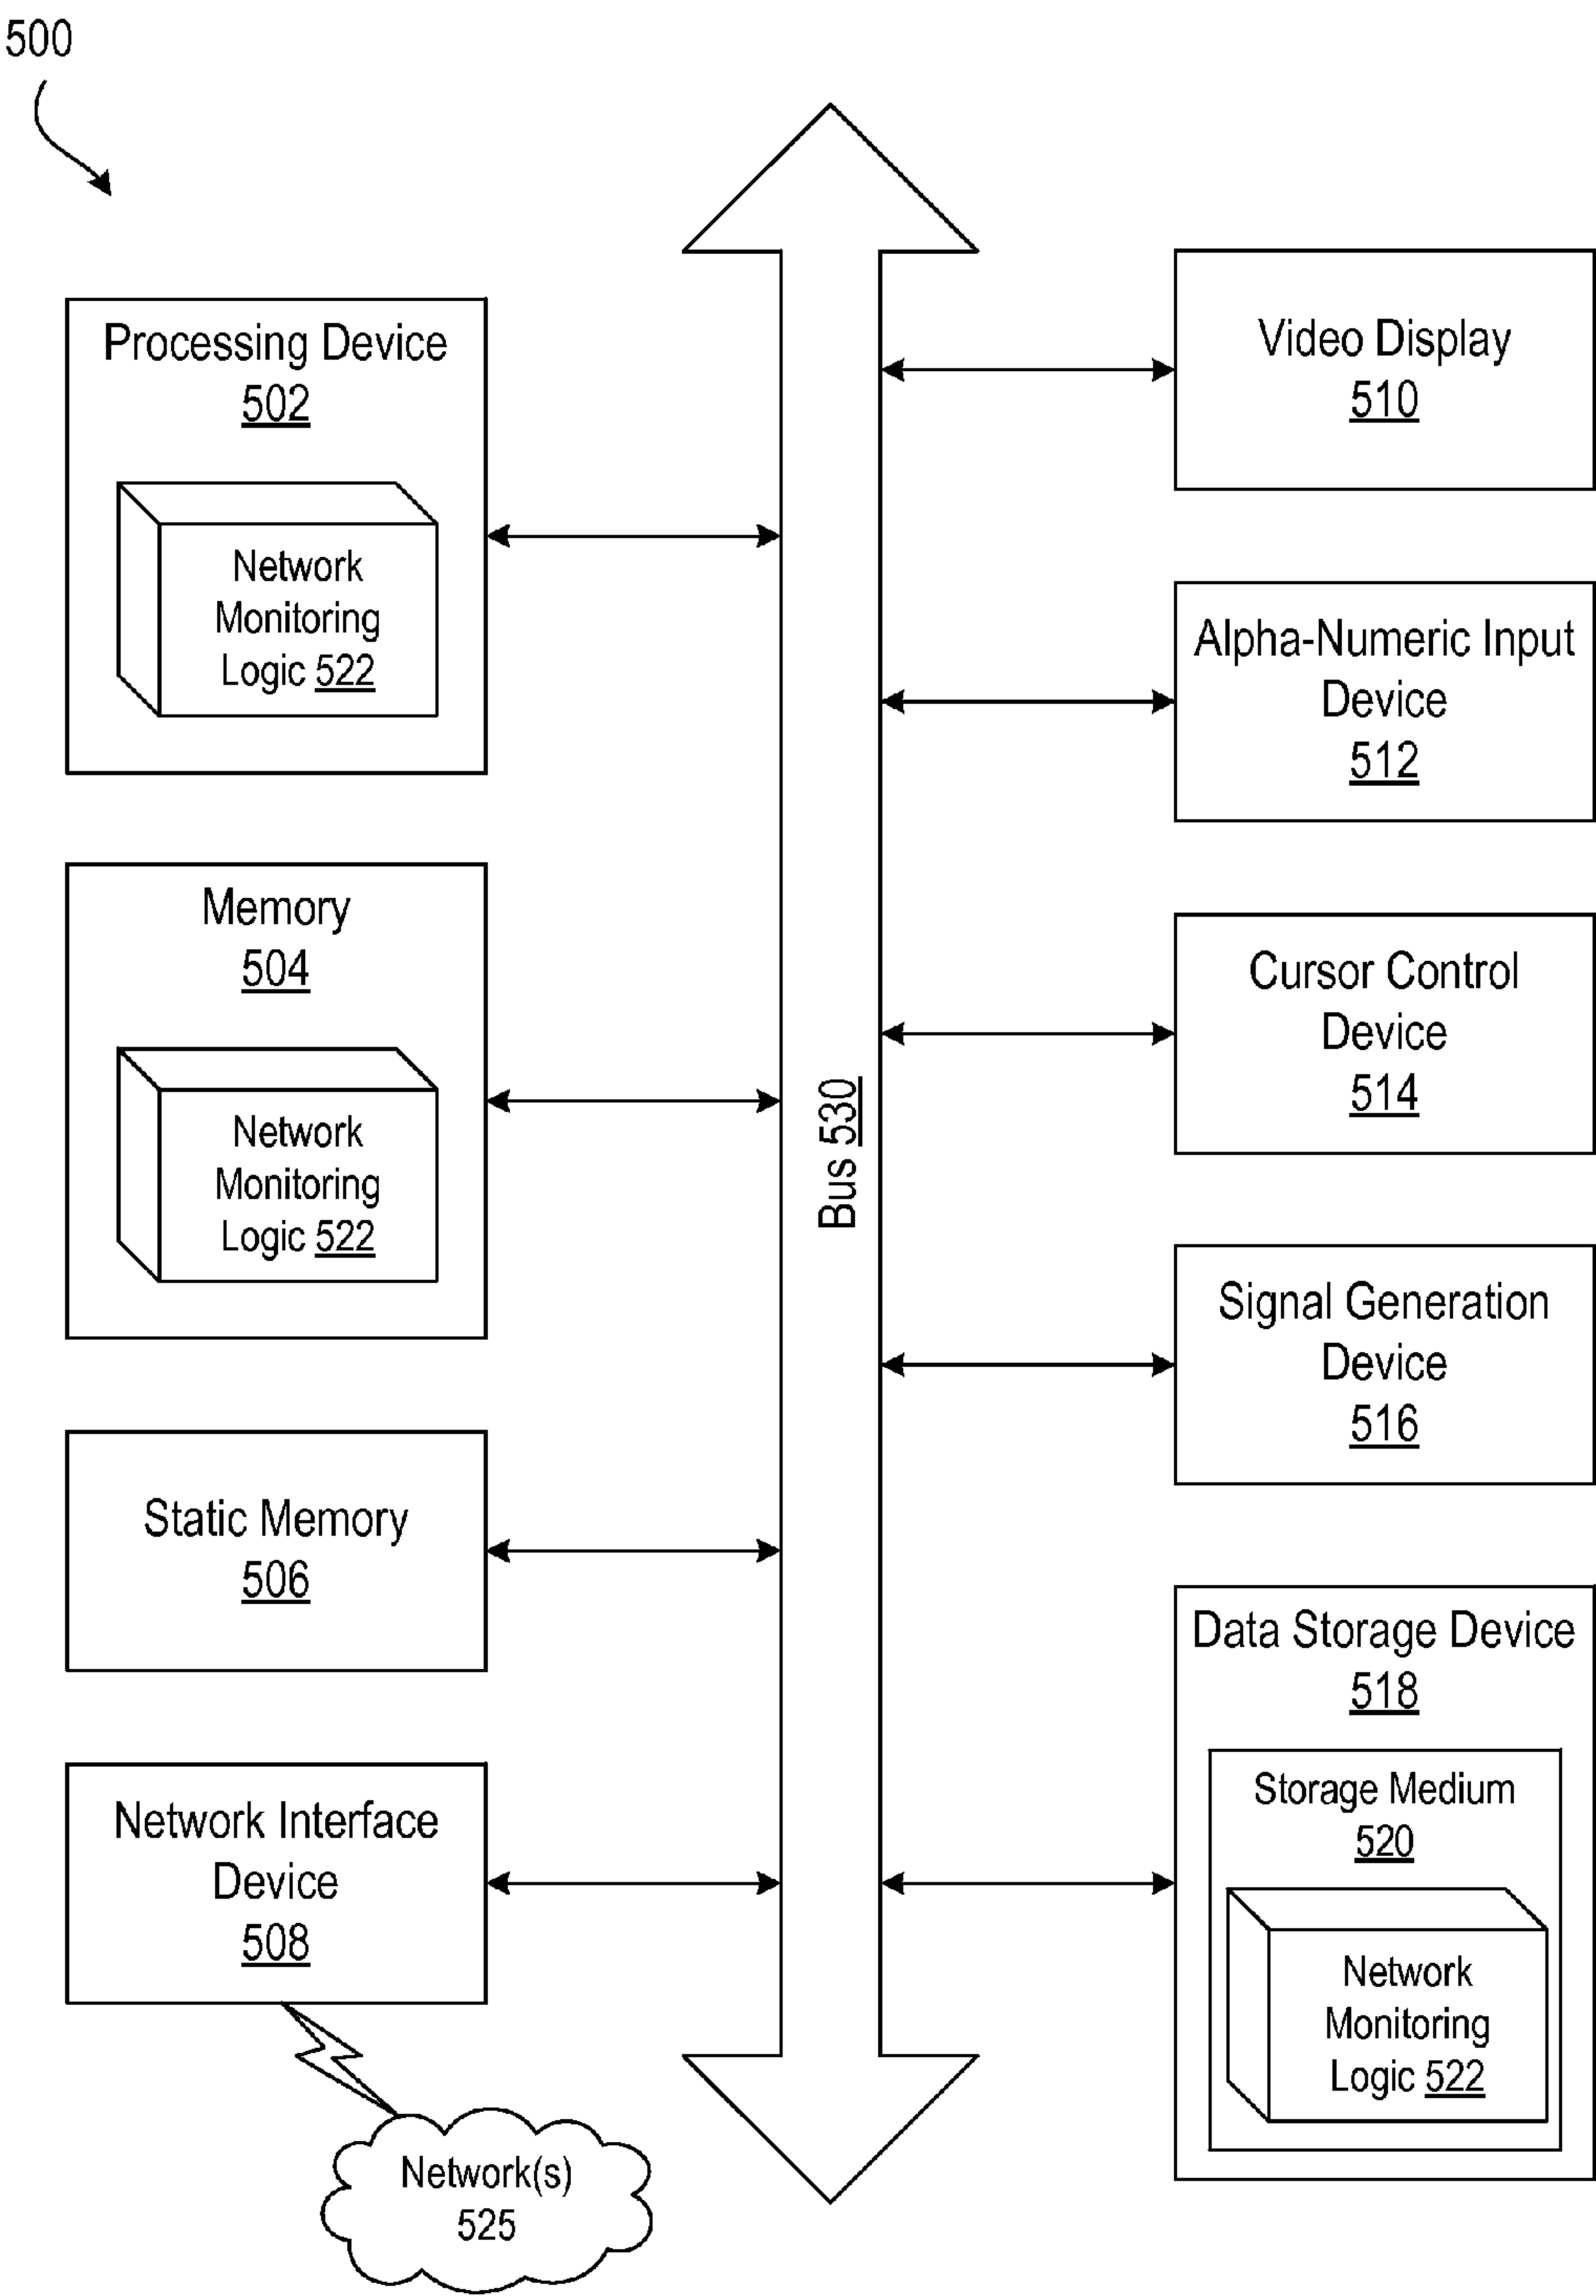 500
Processing Device
502
Network
Monitoring
Logic 522
Memory
504
Network
Monitoring
Logic 522
Static Memory
506
Network Interface
Device
508
Network(s)
525
Bus 530
Video Display
510
Alpha-Numeric Input
Device
512
Cursor Control
Device
514
Signal Generation
Device
516
Data Storage Device
518
Storage Medium
520
Network
Monitoring
Logic 522